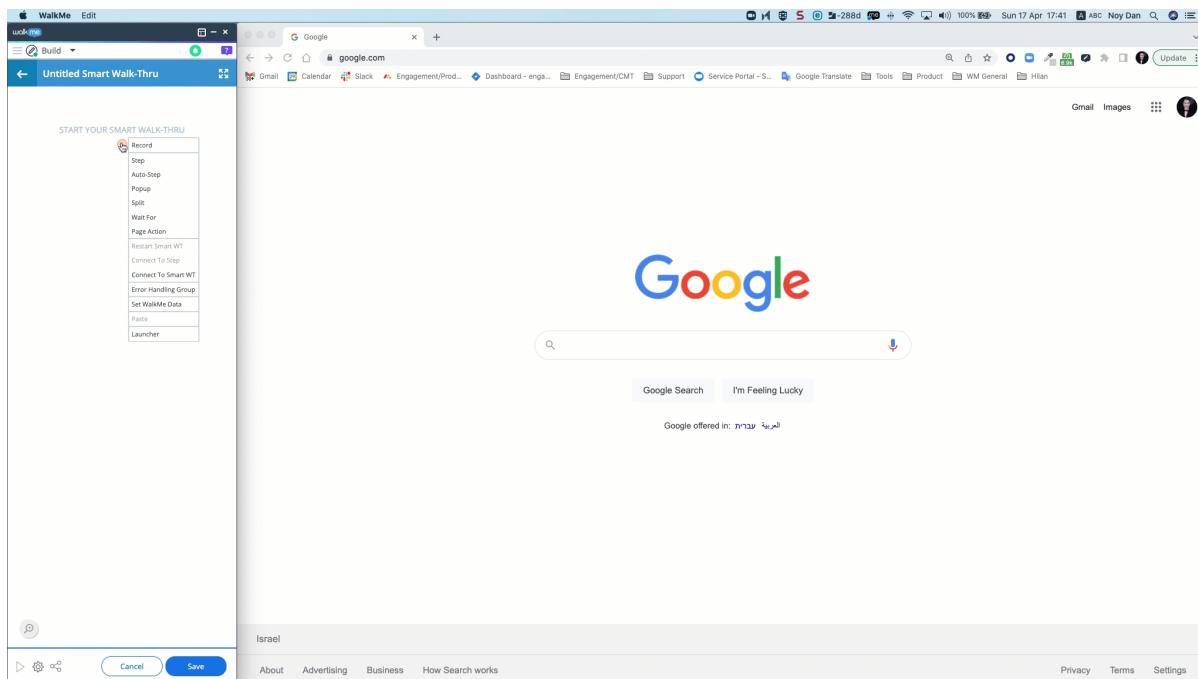 WalkMe Edit
-288d 100% Sun 17 Apr 17:41 A ABC Noy Dan
walkme
Build
?
Untitled Smart Walk-Thru
START YOUR SMART WALK-THRU
Record
Step
Auto-Step
Popup
Split
Wait For
Page Action
Restart Smart WT
Connect To Step
Connect To Smart WT
Error Handling Group
Set WalkMe Data
Paste
Launcher
Cancel Save
Google
google.com
Update
Gmail Calendar Slack Engagement/Prod... Dashboard - enga... Engagement/CMT Support Service Portal - S... Google Translate Tools Product WM General Hilan
Gmail Images
Google
Google Search I'm Feeling Lucky
Google offered in: עברית العربية
Israel
About Advertising Business How Search works Privacy Terms Settings